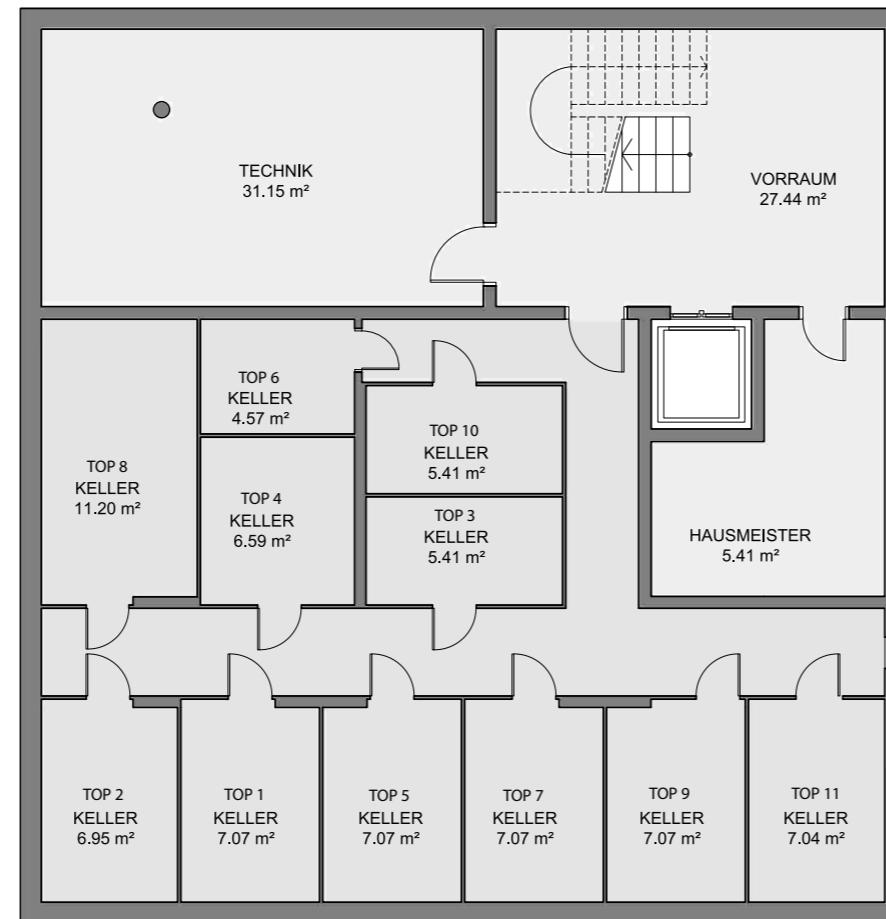 TECHNIK
31.15 m²
VORRAUM
27.44 m²
TOP 6
KELLER
4.57 m²
TOP 10
KELLER
5.41 m²
TOP 8
KELLER
11.20 m²
TOP 4
KELLER
6.59 m²
TOP 3
KELLER
5.41 m²
HAUSMEISTER
5.41 m²
TOP 2
KELLER
6.95 m²
TOP 1
KELLER
7.07 m²
TOP 5
KELLER
7.07 m²
TOP 7
KELLER
7.07 m²
TOP 9
KELLER
7.07 m²
TOP 11
KELLER
7.04 m²